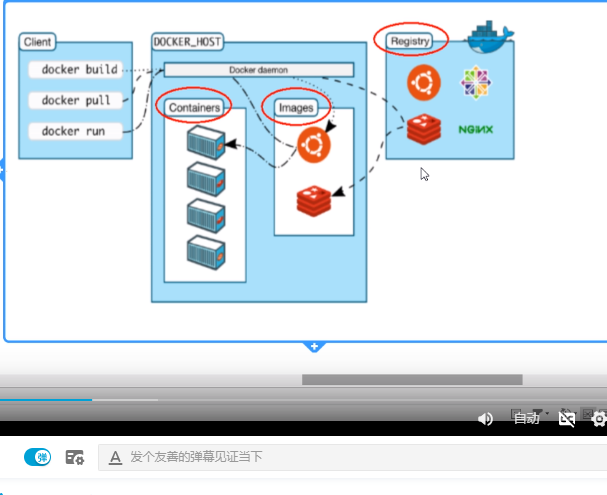 Client
DOCKER_HOST
Registry
docker build
Docker daemon
docker pull
Containers
Images
docker run
NGINX
自动
弹
发个友善的弹幕见证当下